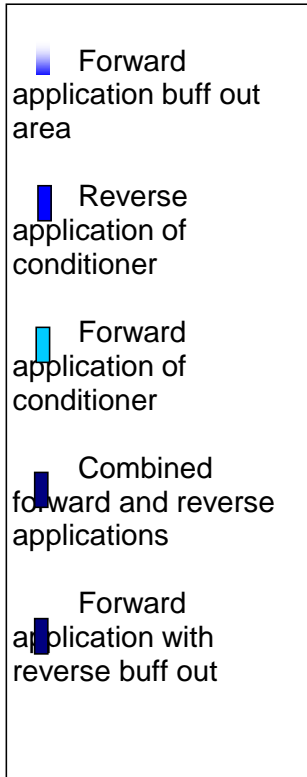 Forward
application buff out
area
Reverse
application of
conditioner
Forward
application of
conditioner
Combined
forward and reverse
applications
Forward
application with
reverse buff out